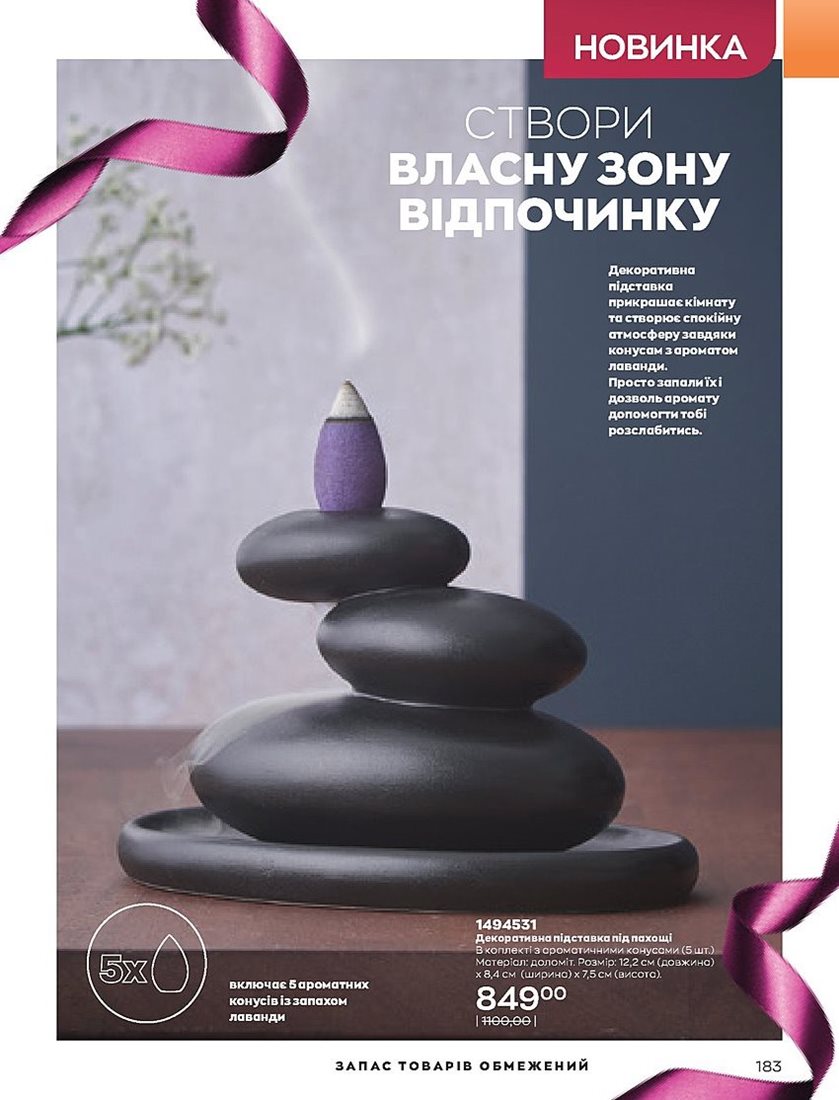 НОВИНКА
СТВОРИ
ВЛАСНУ ЗОНУ
ВІДПОЧИНКУ
Декоративна
підставка
прикрашає кімнату
та створює спокійну
атмосферу завдяки
конусам з ароматом
лаванди.
Просто запали їх і
дозволь аромату
допомогти тобі
розслабитись.
1494531
Декоративна підставка під пахощі
В коплекті з ароматичними конусами (5 шт.)
Матеріал: доломіт. Розмір: 12,2 см (довжина)
х 8,4 см (ширина) х 7,5 см (висота).
849⁰⁰
| 1100,00 |
5x
включає 5 ароматних
конусів із запахом
лаванди
ЗАПАС ТОВАРІВ ОБМЕЖЕНИЙ
183